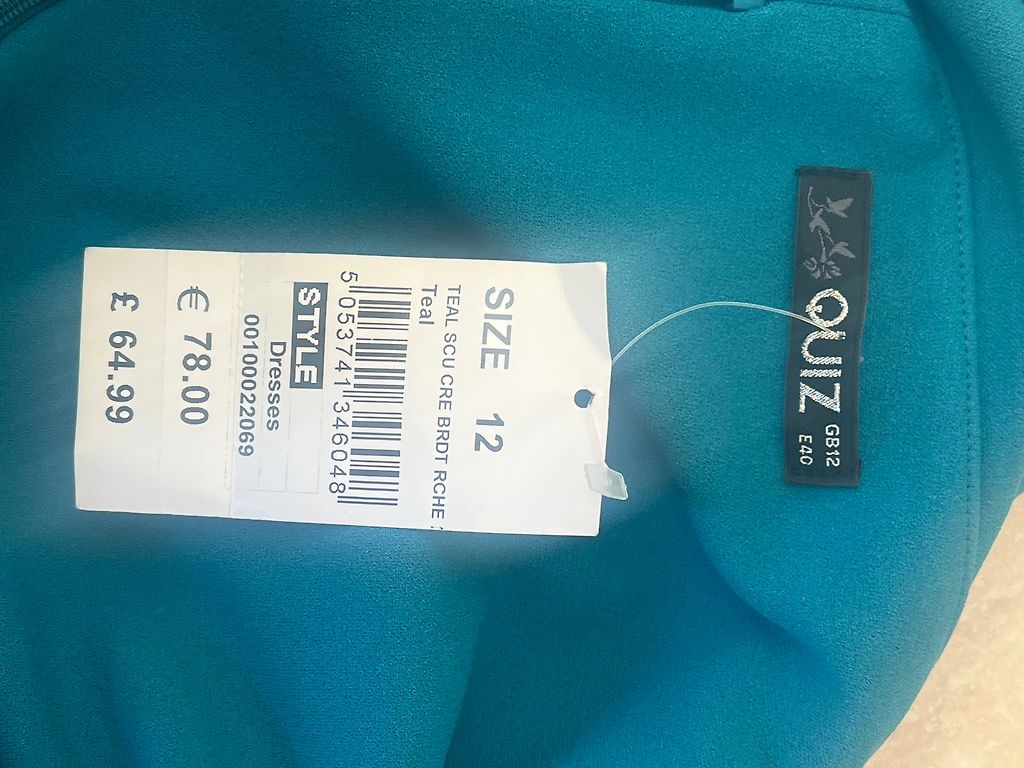 SIZE 12
TEAL SCU CRE BRDT RCHE
Teal
5 053741 346048
STYLE
Dresses
0010022069
€ 78.00
£ 64.99
QUIZ
GB12
E40